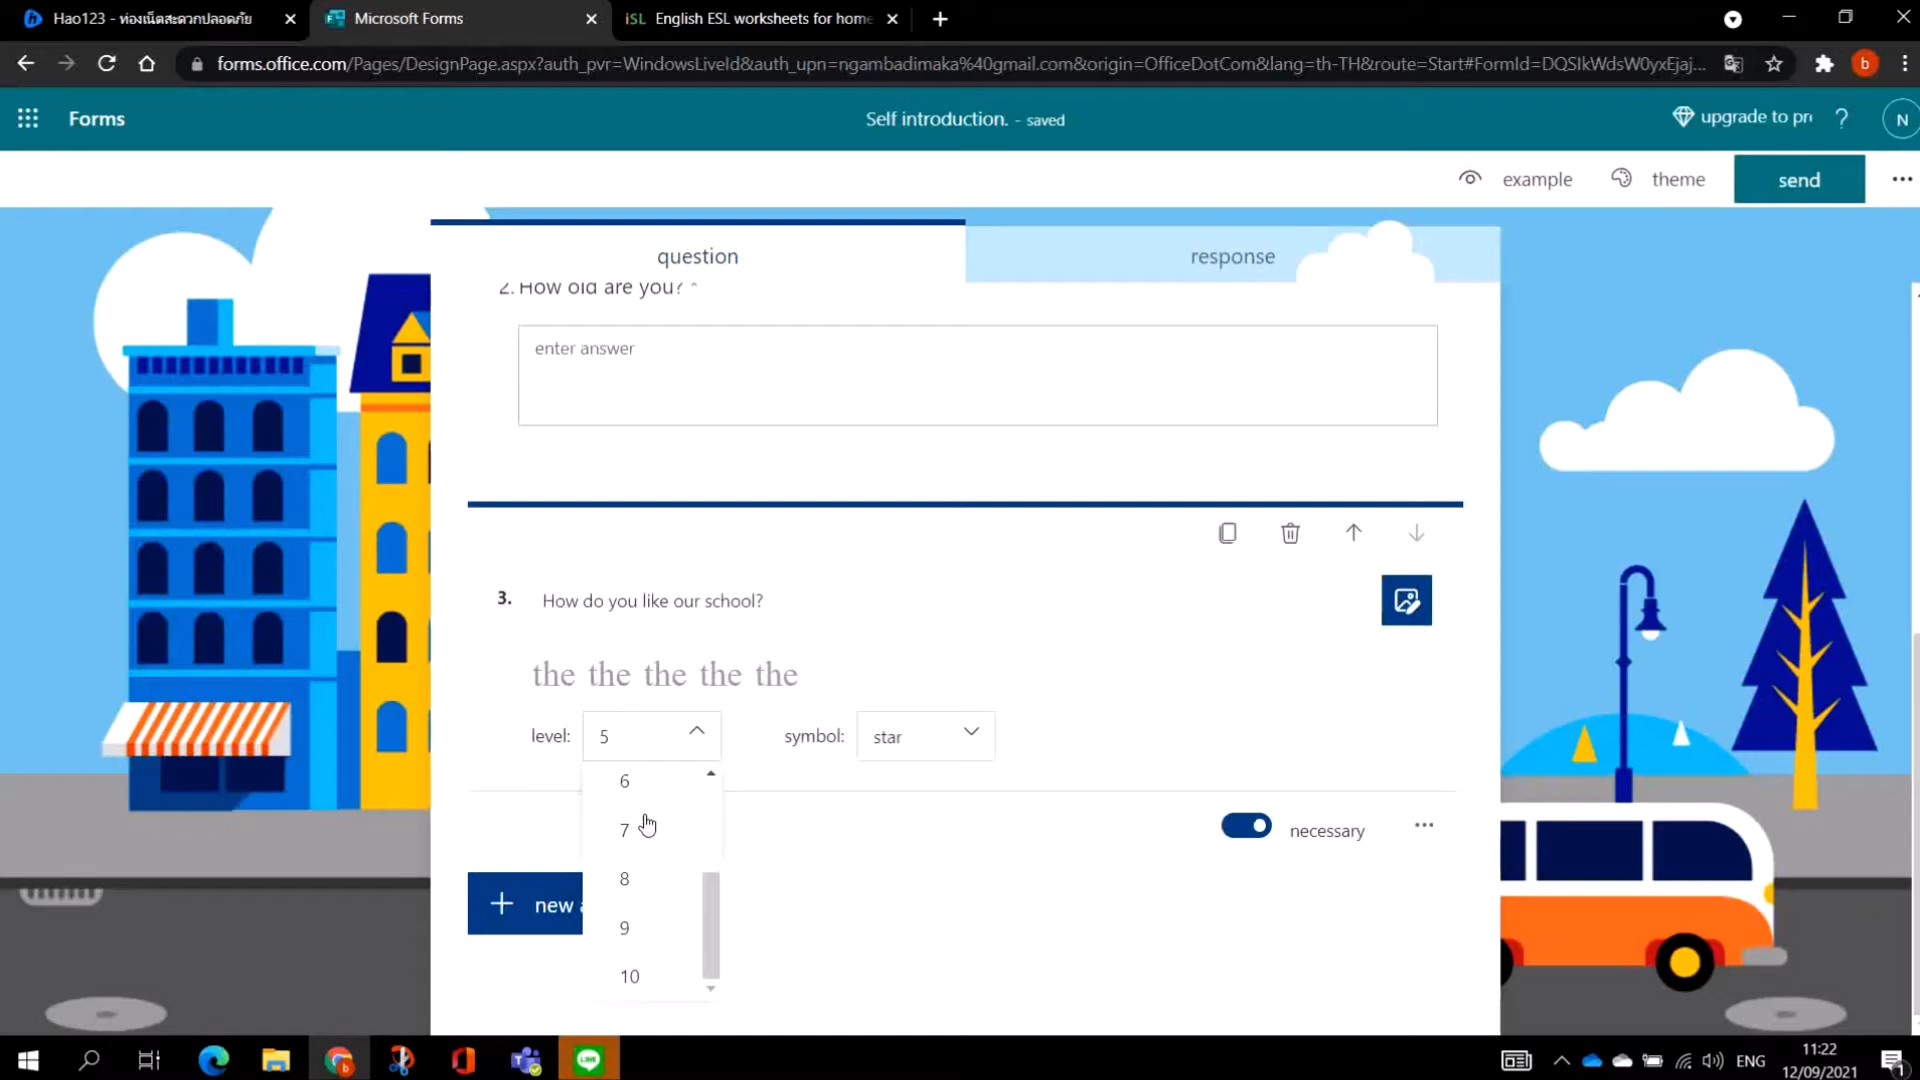 Hao123 - ท่องเน็ตสะดวกปลอดภัย
Microsoft Forms
iSL English ESL worksheets for home
forms.office.com/Pages/DesignPage.aspx?auth_pvr=WindowsLiveId&auth_upn=ngambadimaka%40gmail.com&origin=OfficeDotCom&lang=th-TH&route=Start#FormId=DQSIkWdsW0yxEjaj...
b
Forms
Self introduction. - saved
upgrade to pr
?
N
example
theme
send
question
response
2. How old are you? *
enter answer
3. How do you like our school?
the the the the the
level: 5
symbol: star
6
7
8
9
10
necessary
+ new a
ENG
11:22
12/09/2021
1